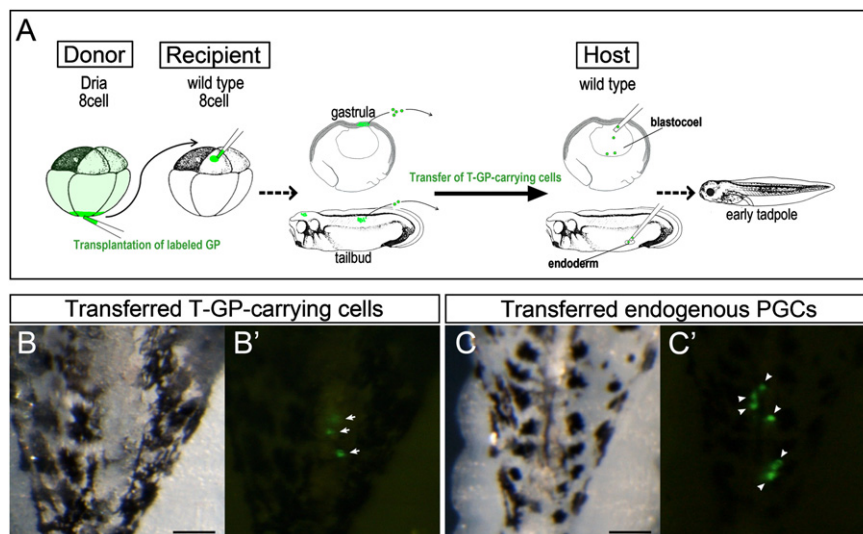 A
Donor
Recipient
Host
Dria
8cell
wild type
8cell
wild type
gastrula
blastocoel
Transfer of T-GP-carrying cells
early tadpole
Transplantation of labeled GP
tailbud
endoderm
Transferred T-GP-carrying cells
Transferred endogenous PGCs
B
B'
C
C'